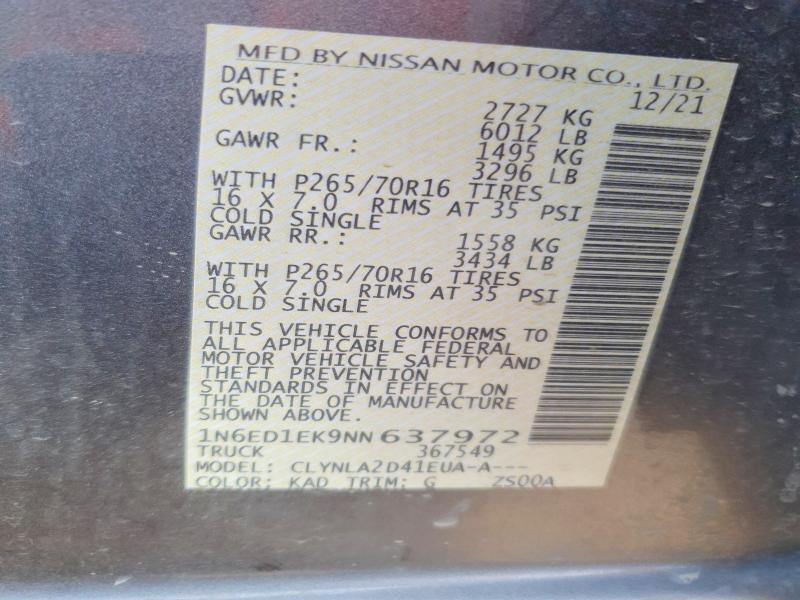 MFD BY NISSAN MOTOR CO., LTD.
DATE: 12/21
GVWR: 2727 KG
6012 LB
GAWR FR.: 1495 KG
3296 LB
WITH P265/70R16 TIRES
16 X 7.0 RIMS AT 35 PSI
COLD SINGLE
GAWR RR.: 1558 KG
3434 LB
WITH P265/70R16 TIRES
16 X 7.0 RIMS AT 35 PSI
COLD SINGLE
THIS VEHICLE CONFORMS TO
ALL APPLICABLE FEDERAL
MOTOR VEHICLE SAFETY AND
THEFT PREVENTION
STANDARDS IN EFFECT ON
THE DATE OF MANUFACTURE
SHOWN ABOVE.
1N6ED1EK9NN637972
TRUCK 367549
MODEL: CLYNLA2D41EUA-A---
COLOR: KAD TRIM: G ZS00A